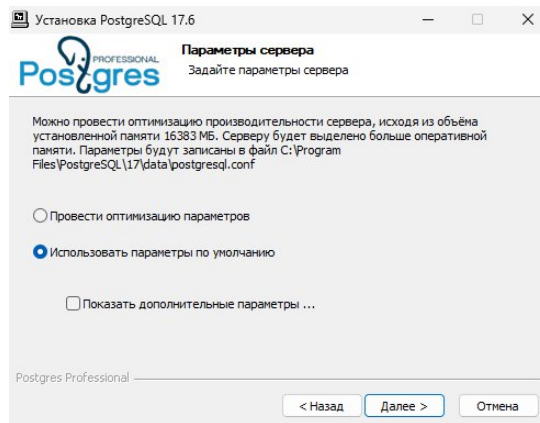 Установка PostgreSQL 17.6
PROFESSIONAL
Postgres
Параметры сервера
Задайте параметры сервера
Можно провести оптимизацию производительности сервера, исходя из объёма
установленной памяти 16383 МБ. Серверу будет выделено больше оперативной
памяти. Параметры будут записаны в файл C:\Program
Files\PostgreSQL\17\data\postgresql.conf
Провести оптимизацию параметров
Использовать параметры по умолчанию
Показать дополнительные параметры ...
Postgres Professional
< Назад Далее > Отмена